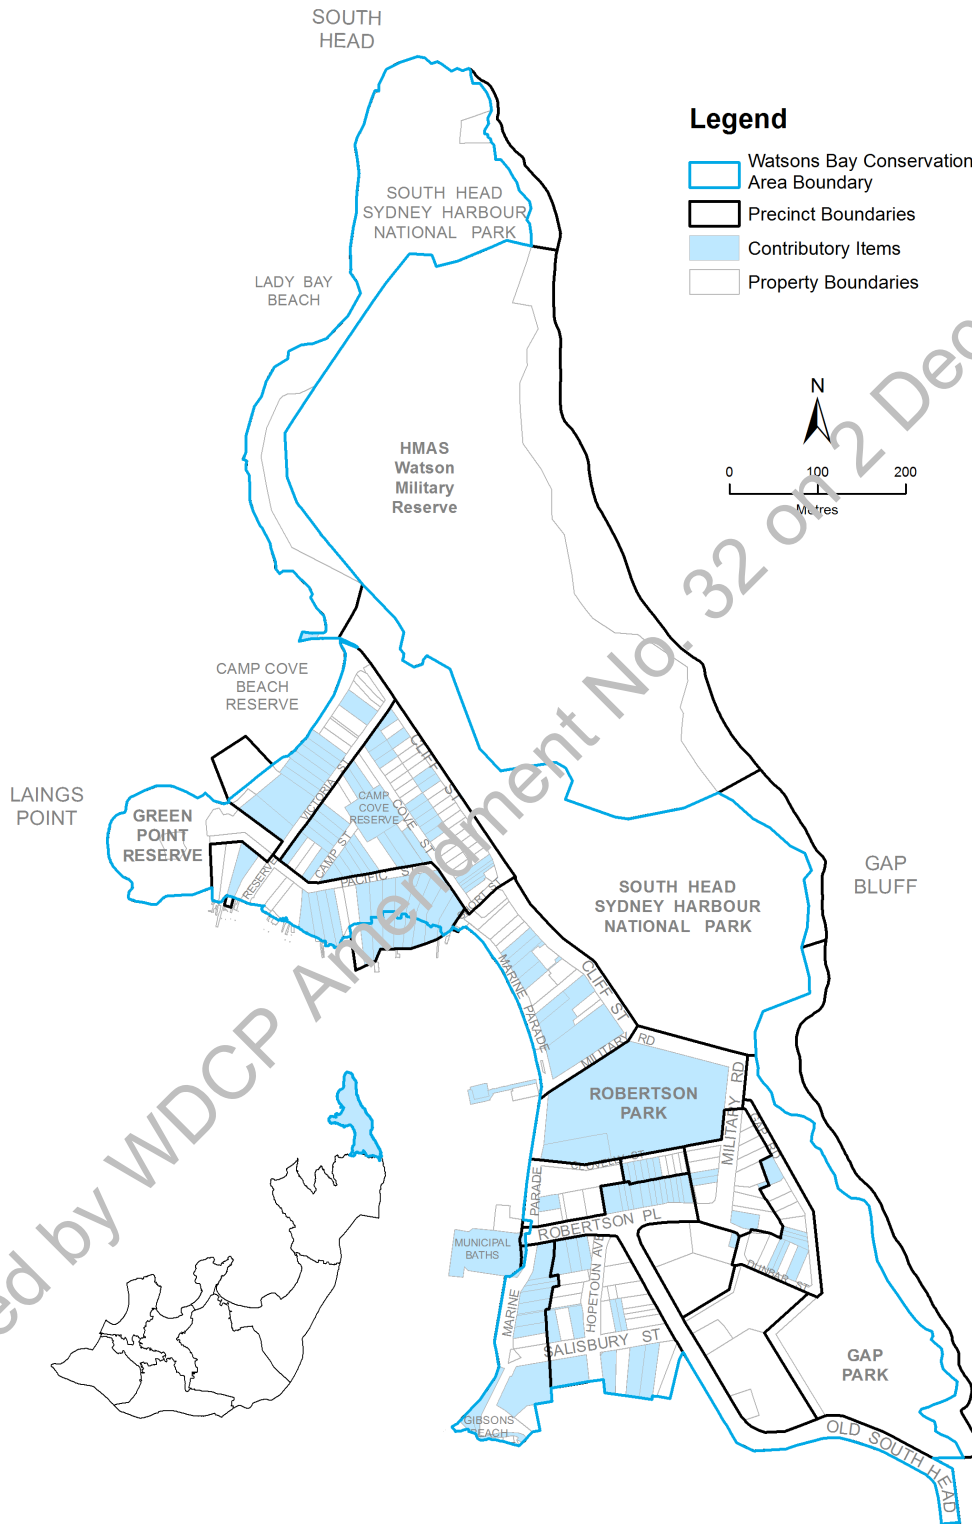 SOUTH
HEAD
Legend
Watsons Bay Conservation
Area Boundary
Precinct Boundaries
Contributory Items
Property Boundaries
SOUTH HEAD
SYDNEY HARBOUR
NATIONAL PARK
LADY BAY
BEACH
N
0 100 200
Metres
HMAS
Watson
Military
Reserve
CAMP COVE
BEACH
RESERVE
LAINGS
POINT
GREEN
POINT
RESERVE
VICTORIA ST
CAMP
COVE
RESERVE
CLIFF ST
COVE ST
CAMP ST
PACIFIC S
RESERVE
SOUTH HEAD
SYDNEY HARBOUR
NATIONAL PARK
GAP
BLUFF
MARINE PARADE
CLIFF ST
MILITARY RD
ROBERTSON
PARK
MILITARY RD
GAP RD
CLOVELLY ST
PARADE
ROBERTSON PL
MUNICIPAL
BATHS
HOPETOUN AVE
DUNBAR ST
MARINE
SALISBURY ST
GAP
PARK
GIBSONS
BEACH
OLD SOUTH HEAD
ed by WDCP Amendment No. 32 on 2 Dec